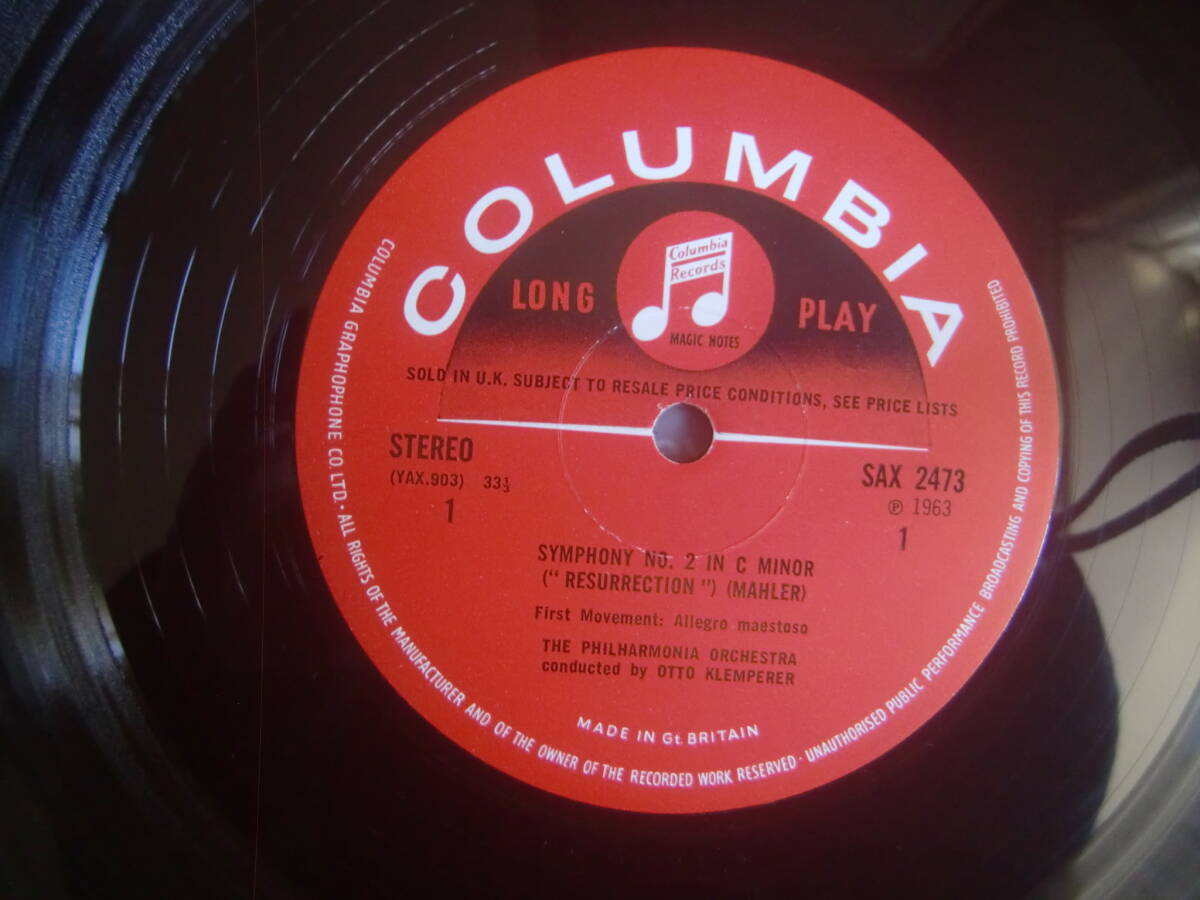 COLUMBIA
Columbia
Records
MAGIC NOTES
LONG PLAY
SOLD IN U.K. SUBJECT TO RESALE PRICE CONDITIONS, SEE PRICE LISTS
STEREO
(YAX.903) 33⅓
1
SAX 2473
℗ 1963
1
SYMPHONY NO. 2 IN C MINOR
("RESURRECTION") (MAHLER)
First Movement: Allegro maestoso
THE PHILHARMONIA ORCHESTRA
conducted by OTTO KLEMPERER
MADE IN Gt. BRITAIN
COLUMBIA GRAPHOPHONE CO. LTD. · ALL RIGHTS OF THE MANUFACTURER AND OF THE OWNER OF THE RECORDED WORK RESERVED · UNAUTHORISED PUBLIC PERFORMANCE BROADCASTING AND COPYING OF THIS RECORD PROHIBITED